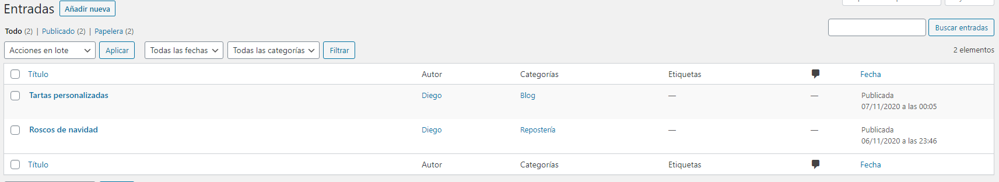 Entradas Añadir nueva
Todo (2) | Publicado (2) | Papelera (2)
Buscar entradas
Acciones en lote Aplicar Todas las fechas Todas las categorías Filtrar 2 elementos
Título Autor Categorías Etiquetas Fecha
Tartas personalizadas Diego Blog — — Publicada
07/11/2020 a las 00:05
Roscos de navidad Diego Repostería — — Publicada
06/11/2020 a las 23:46
Título Autor Categorías Etiquetas Fecha